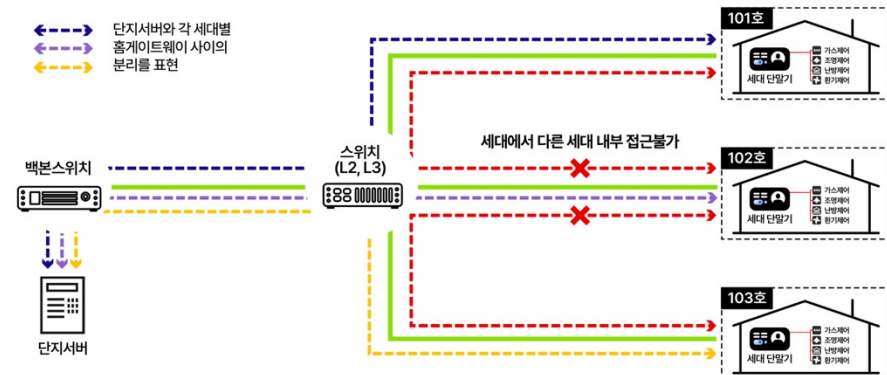 단지서버와 각 세대별
홈게이트웨이 사이의
분리를 표현
백본스위치
단지서버
스위치
(L2, L3)
세대에서 다른 세대 내부 접근불가
101호
세대 단말기
가스제어
조명제어
난방제어
환기제어
102호
세대 단말기
가스제어
조명제어
난방제어
환기제어
103호
세대 단말기
가스제어
조명제어
난방제어
환기제어